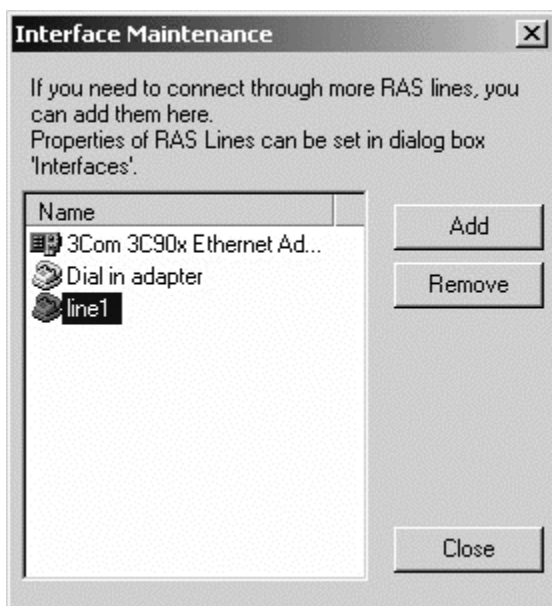 Interface Maintenance
If you need to connect through more RAS lines, you
can add them here.
Properties of RAS Lines can be set in dialog box
'Interfaces'.
Name
3Com 3C90x Ethernet Ad...
Dial in adapter
line1
Add
Remove
Close